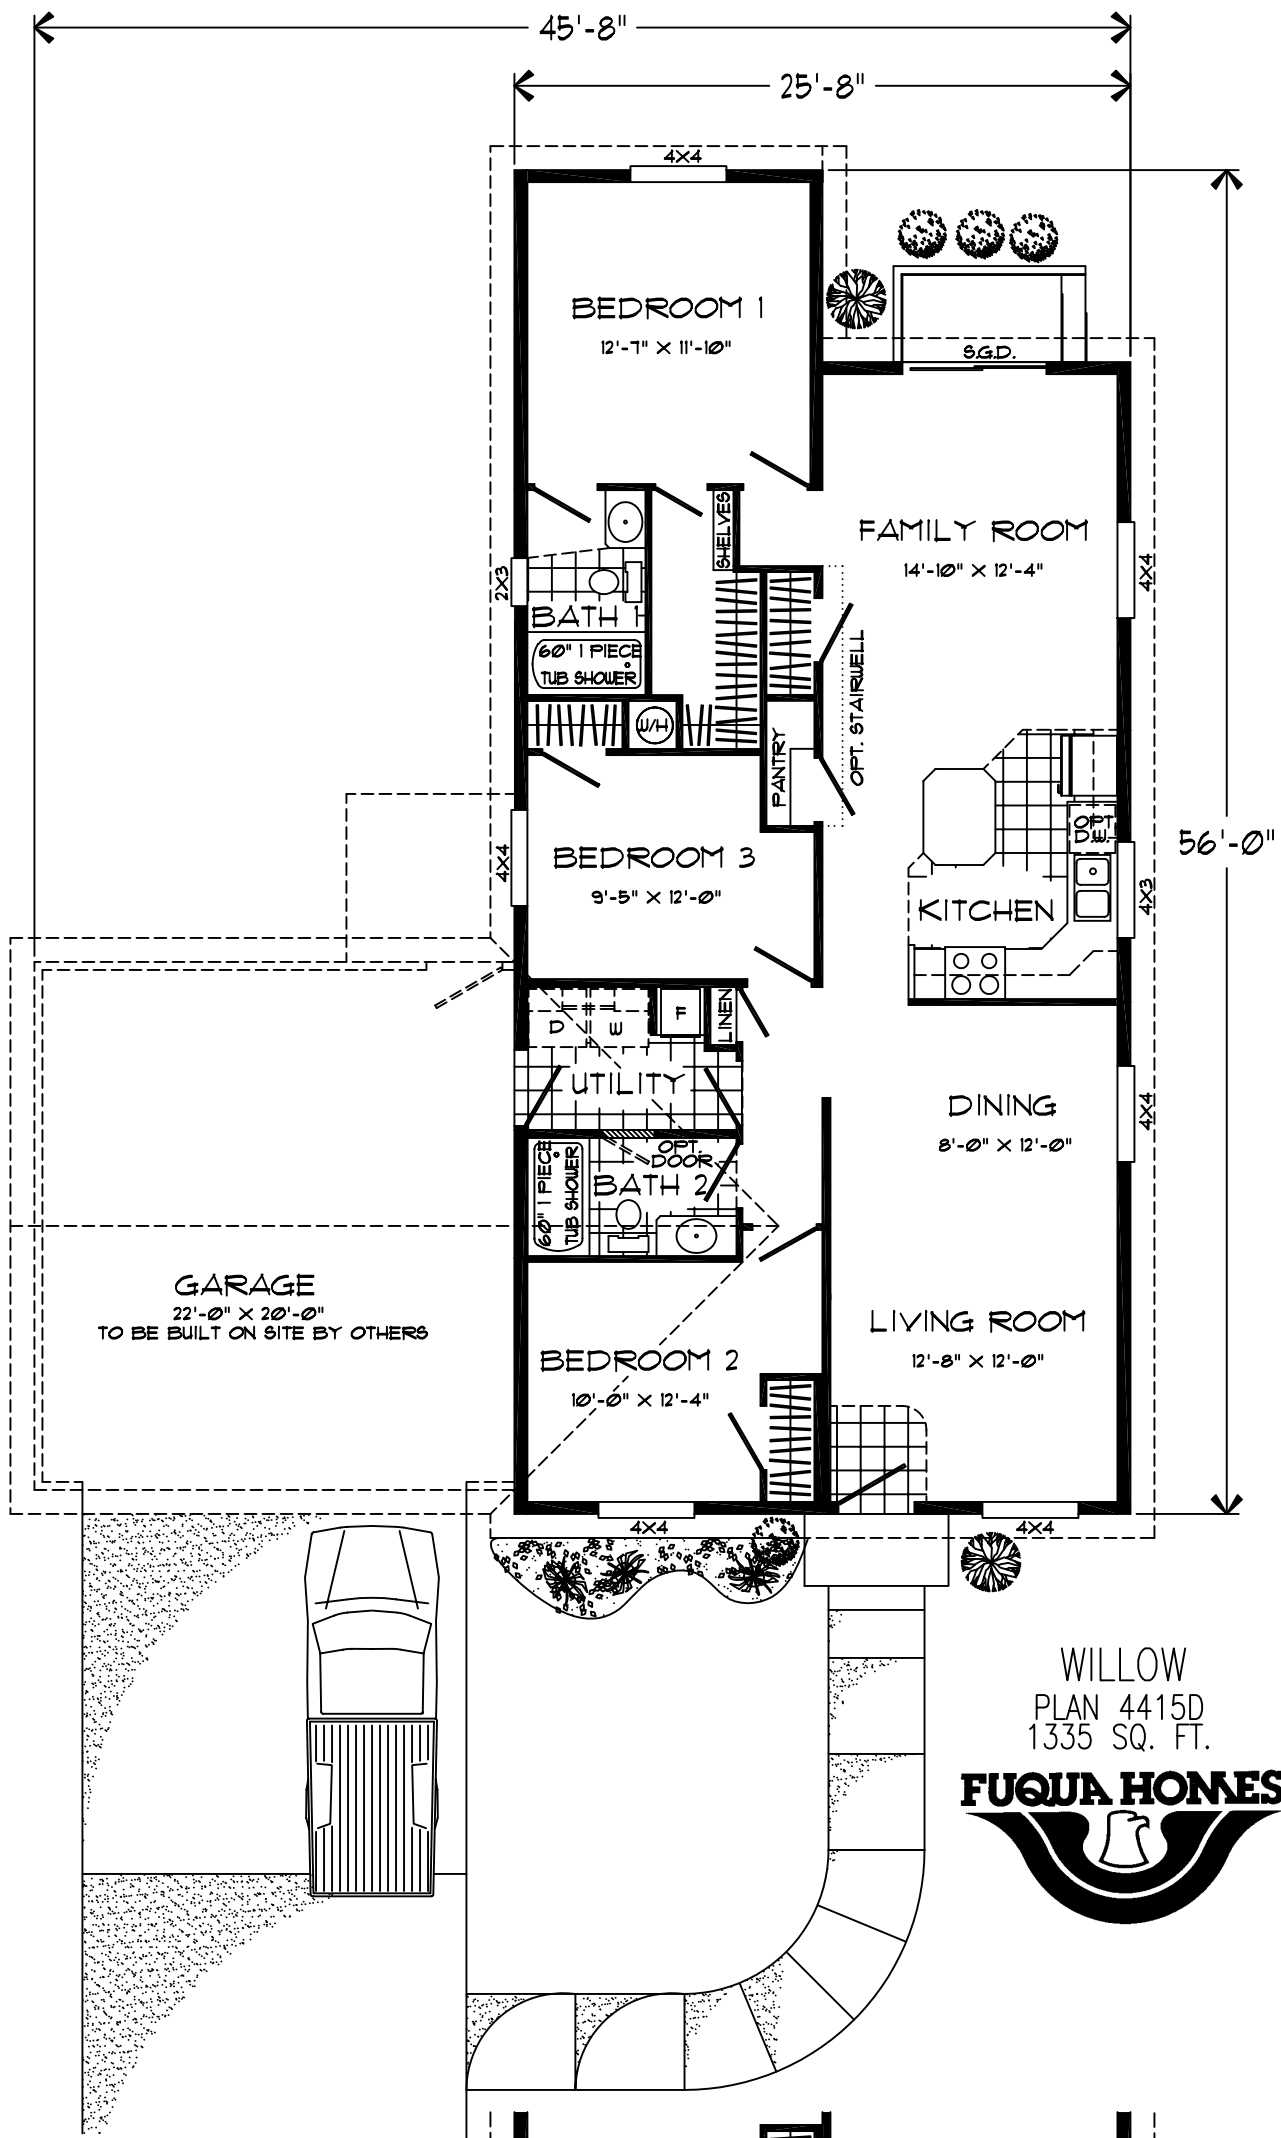 45'-8"
25'-8"
4X4
BEDROOM 1
12'-7" X 11'-10"
S.G.D.
SHELVES
FAMILY ROOM
14'-10" X 12'-4"
4X4
2X3
BATH 1
60" 1 PIECE
TUB SHOWER
OPT. STAIRWELL
W/H
PANTRY
OPT.
D.W.
56'-0"
4X4
BEDROOM 3
9'-5" X 12'-0"
4X3
KITCHEN
LINEN
D
W
F
UTILITY
DINING
8'-0" X 12'-0"
4X4
OPT.
DOOR
60" 1 PIECE
TUB SHOWER
BATH 2
GARAGE
22'-0" X 20'-0"
TO BE BUILT ON SITE BY OTHERS
LIVING ROOM
12'-8" X 12'-0"
BEDROOM 2
10'-0" X 12'-4"
4X4
4X4
WILLOW
PLAN 4415D
1335 SQ. FT.
FUQUA HOMES